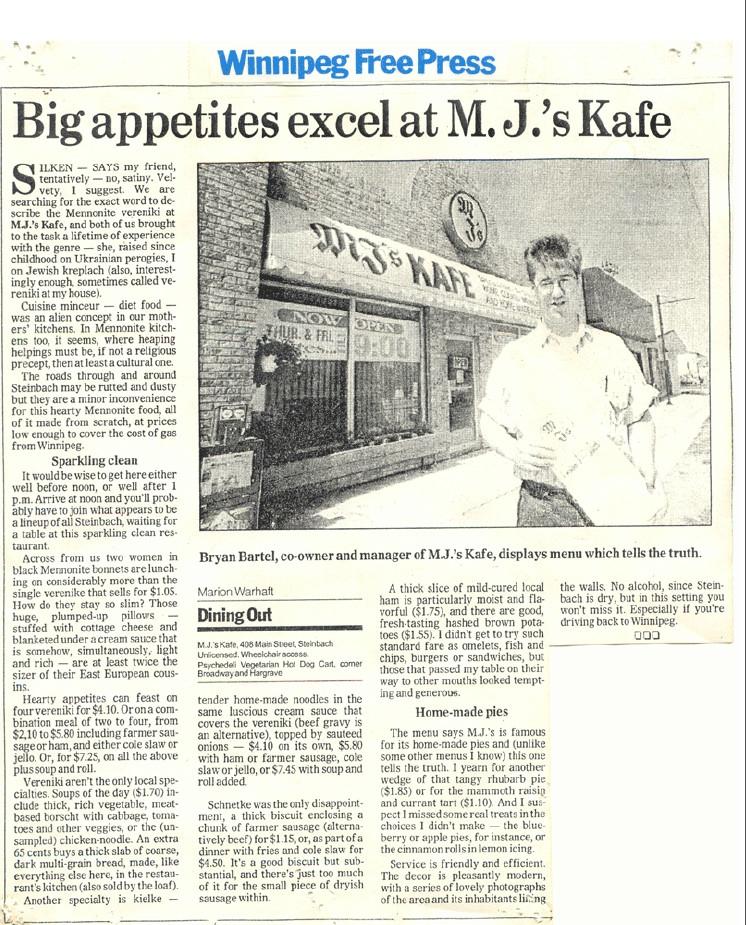 Winnipeg Free Press
Big appetites excel at M. J.'s Kafe
SILKEN — SAYS my friend,
tentatively — no, satiny. Vel-
vety, I suggest. We are
searching for the exact word to de-
scribe the Mennonite vereniki at
M.J.'s Kafe, and both of us brought
to the task a lifetime of experience
with the genre — she, raised since
childhood on Ukrainian perogies, I
on Jewish kreplach (also, interest-
ingly enough, sometimes called ve-
reniki at my house).
Cuisine minceur — diet food —
was an alien concept in our moth-
ers' kitchens. In Mennonite kitch-
ens too, it seems, where heaping
helpings must be, if not a religious
precept, then at least a cultural one.
The roads through and around
Steinbach may be rutted and dusty
but they are a minor inconvenience
for this hearty Mennonite food, all
of it made from scratch, at prices
low enough to cover the cost of gas
from Winnipeg.
Sparkling clean
It would be wise to get here either
well before noon, or well after 1
p.m. Arrive at noon and you'll prob-
ably have to join what appears to be
a lineup of all Steinbach, waiting for
a table at this sparkling clean res-
taurant.
Across from us two women in
black Mennonite bonnets are lunch-
ing on considerably more than the
single verenike that sells for $1.05.
How do they stay so slim? Those
huge, plumped-up pillows —
stuffed with cottage cheese and
blanketed under a cream sauce that
is somehow, simultaneously, light
and rich — are at least twice the
sizer of their East European cous-
ins.
Hearty appetites can feast on
four vereniki for $4.10. Or on a com-
bination meal of two to four, from
$2,10 to $5.80 including farmer sau-
sage or ham, and either cole slaw or
jello. Or, for $7.25, on all the above
plus soup and roll.
Vereniki aren't the only local spe-
cialties. Soups of the day ($1.70) in-
clude thick, rich vegetable, meat-
based borscht with cabbage, toma-
toes and other veggies, or the (un-
sampled) chicken-noodle. An extra
65 cents buys a thick slab of coarse,
dark multi-grain bread, made, like
everything else here, in the restau-
rant's kitchen (also sold by the loaf).
Another specialty is kielke —
MJ's
MJ's KAFE
NOW OPEN
THUR. & FRI.
9:00
OPEN
Bryan Bartel, co-owner and manager of M.J.'s Kafe, displays menu which tells the truth.
Marion Warhaft
Dining Out
M.J.'s Kafe, 408 Main Street, Steinbach
Unlicensed. Wheelchair access.
Psychedeli Vegetarian Hot Dog Cart, corner
Broadway and Hargrave
tender home-made noodles in the
same luscious cream sauce that
covers the vereniki (beef gravy is
an alternative), topped by sauteed
onions — $4.10 on its own, $5.80
with ham or farmer sausage, cole
slaw or jello, or $7.45 with soup and
roll added.
Schnetke was the only disappoint-
ment, a thick biscuit enclosing a
chunk of farmer sausage (alterna-
tively beef) for $1.15, or, as part of a
dinner with fries and cole slaw for
$4.50. It's a good biscuit but sub-
stantial, and there's just too much
of it for the small piece of dryish
sausage within.
A thick slice of mild-cured local
ham is particularly moist and fla-
vorful ($1.75), and there are good,
fresh-tasting hashed brown pota-
toes ($1.55). I didn't get to try such
standard fare as omelets, fish and
chips, burgers or sandwiches, but
those that passed my table on their
way to other mouths looked tempt-
ing and generous.
Home-made pies
The menu says M.J.'s is famous
for its home-made pies and (unlike
some other menus I know) this one
tells the truth. I yearn for another
wedge of that tangy rhubarb pie
($1.85) or for the mammoth raisin
and currant tart ($1.10). And I sus-
pect I missed some real treats in the
choices I didn't make — the blue-
berry or apple pies, for instance, or
the cinnamon rolls in lemon icing.
Service is friendly and efficient.
The decor is pleasantly modern,
with a series of lovely photographs
of the area and its inhabitants lining
the walls. No alcohol, since Stein-
bach is dry, but in this setting you
won't miss it. Especially if you're
driving back to Winnipeg.